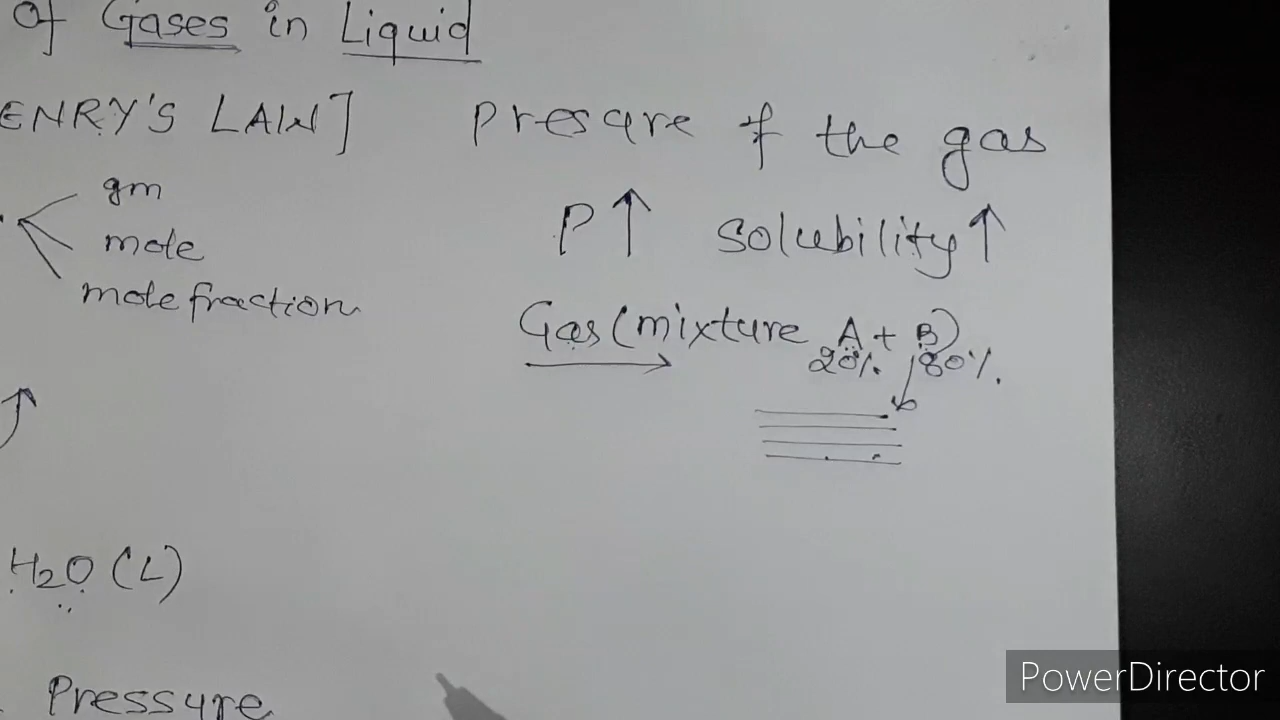 Of Gases in Liquid
ENRY'S LAW]
gm
mole
mole fraction
H2O (L)
Pressure
Presure of the gas
P↑ Solubility↑
Gas (mixture A + B)
20% 80%.
PowerDirector